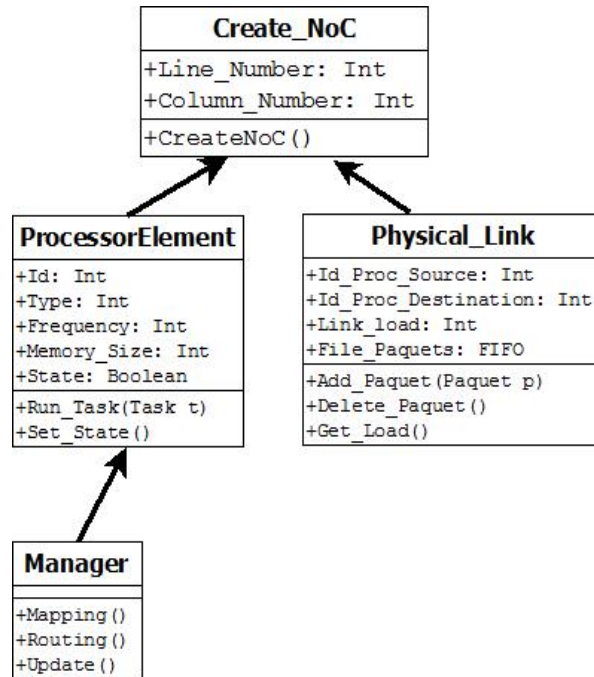 Create_NoC
+Line_Number: Int
+Column_Number: Int
+CreateNoC()
ProcessorElement
+Id: Int
+Type: Int
+Frequency: Int
+Memory_Size: Int
+State: Boolean
+Run_Task(Task t)
+Set_State()
Physical_Link
+Id_Proc_Source: Int
+Id_Proc_Destination: Int
+Link_load: Int
+File_Paquets: FIFO
+Add_Paquet(Paquet p)
+Delete_Paquet()
+Get_Load()
Manager
+Mapping()
+Routing()
+Update()